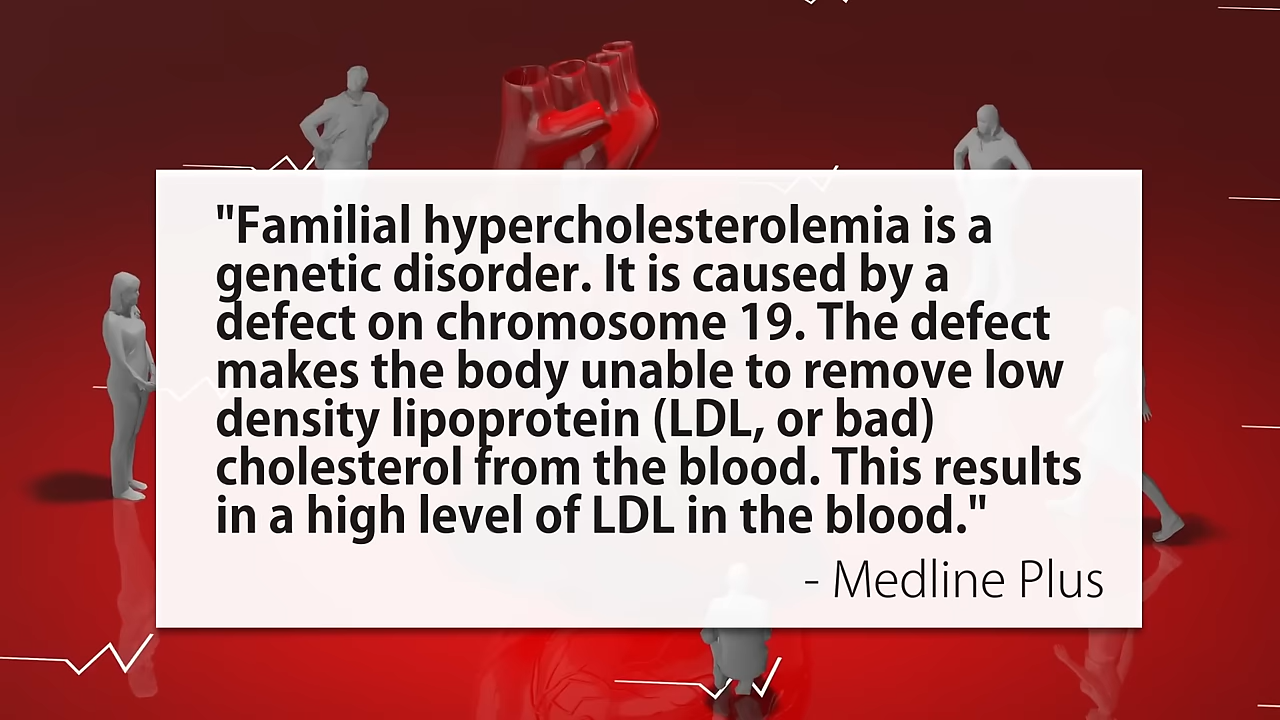 "Familial hypercholesterolemia is a
genetic disorder. It is caused by a
defect on chromosome 19. The defect
makes the body unable to remove low
density lipoprotein (LDL, or bad)
cholesterol from the blood. This results
in a high level of LDL in the blood."
- Medline Plus